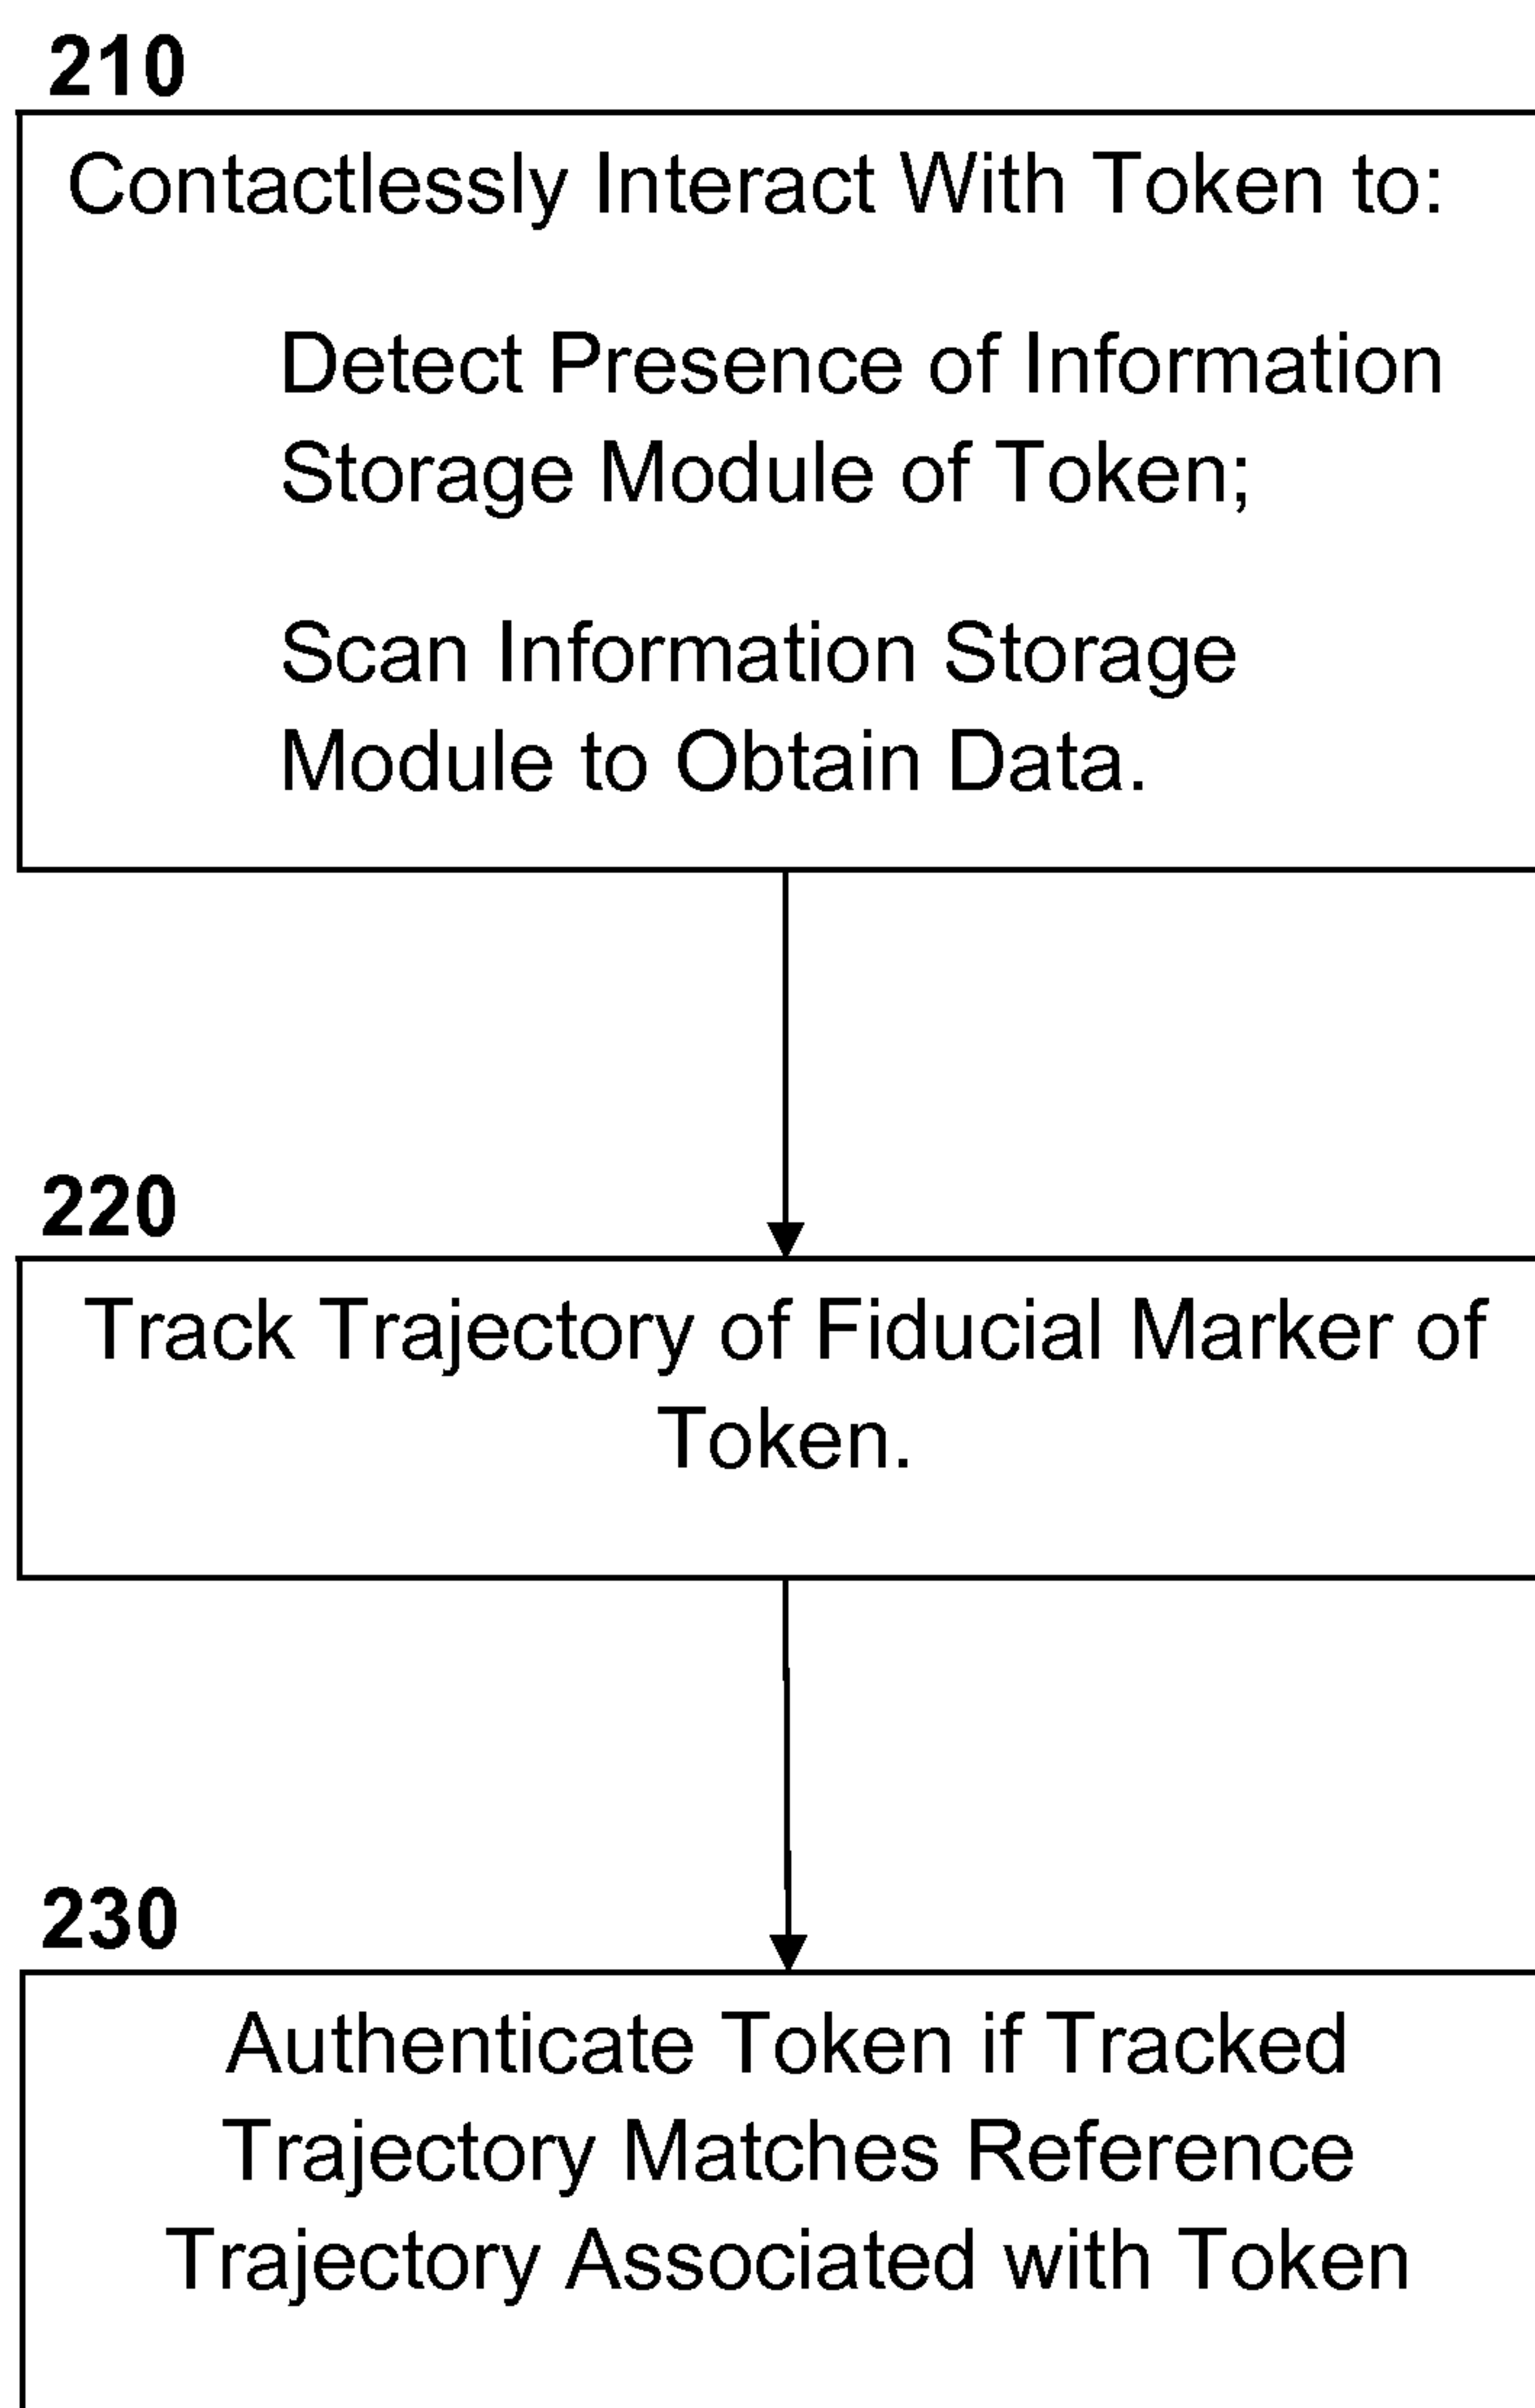 210
Contactlessly Interact With Token to:
Detect Presence of Information
Storage Module of Token;
Scan Information Storage
Module to Obtain Data.
220
Track Trajectory of Fiducial Marker of
Token.
230
Authenticate Token if Tracked
Trajectory Matches Reference
Trajectory Associated with Token